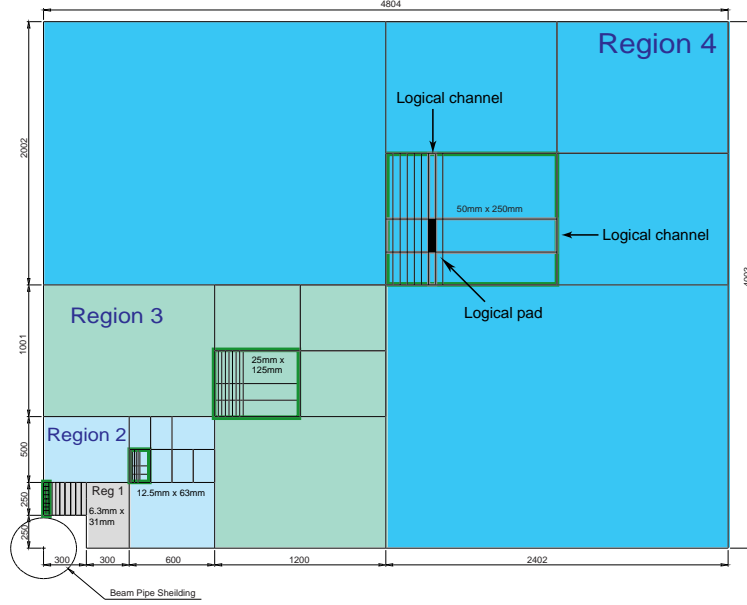 4804
Region 4
Logical channel
2002
50mm x 250mm
Logical channel
Logical pad
Region 3
1001
25mm x
125mm
Region 2
500
Reg 1
12.5mm x 63mm
250
6.3mm x
31mm
250
300
300
600
1200
2402
Beam Pipe Sheilding